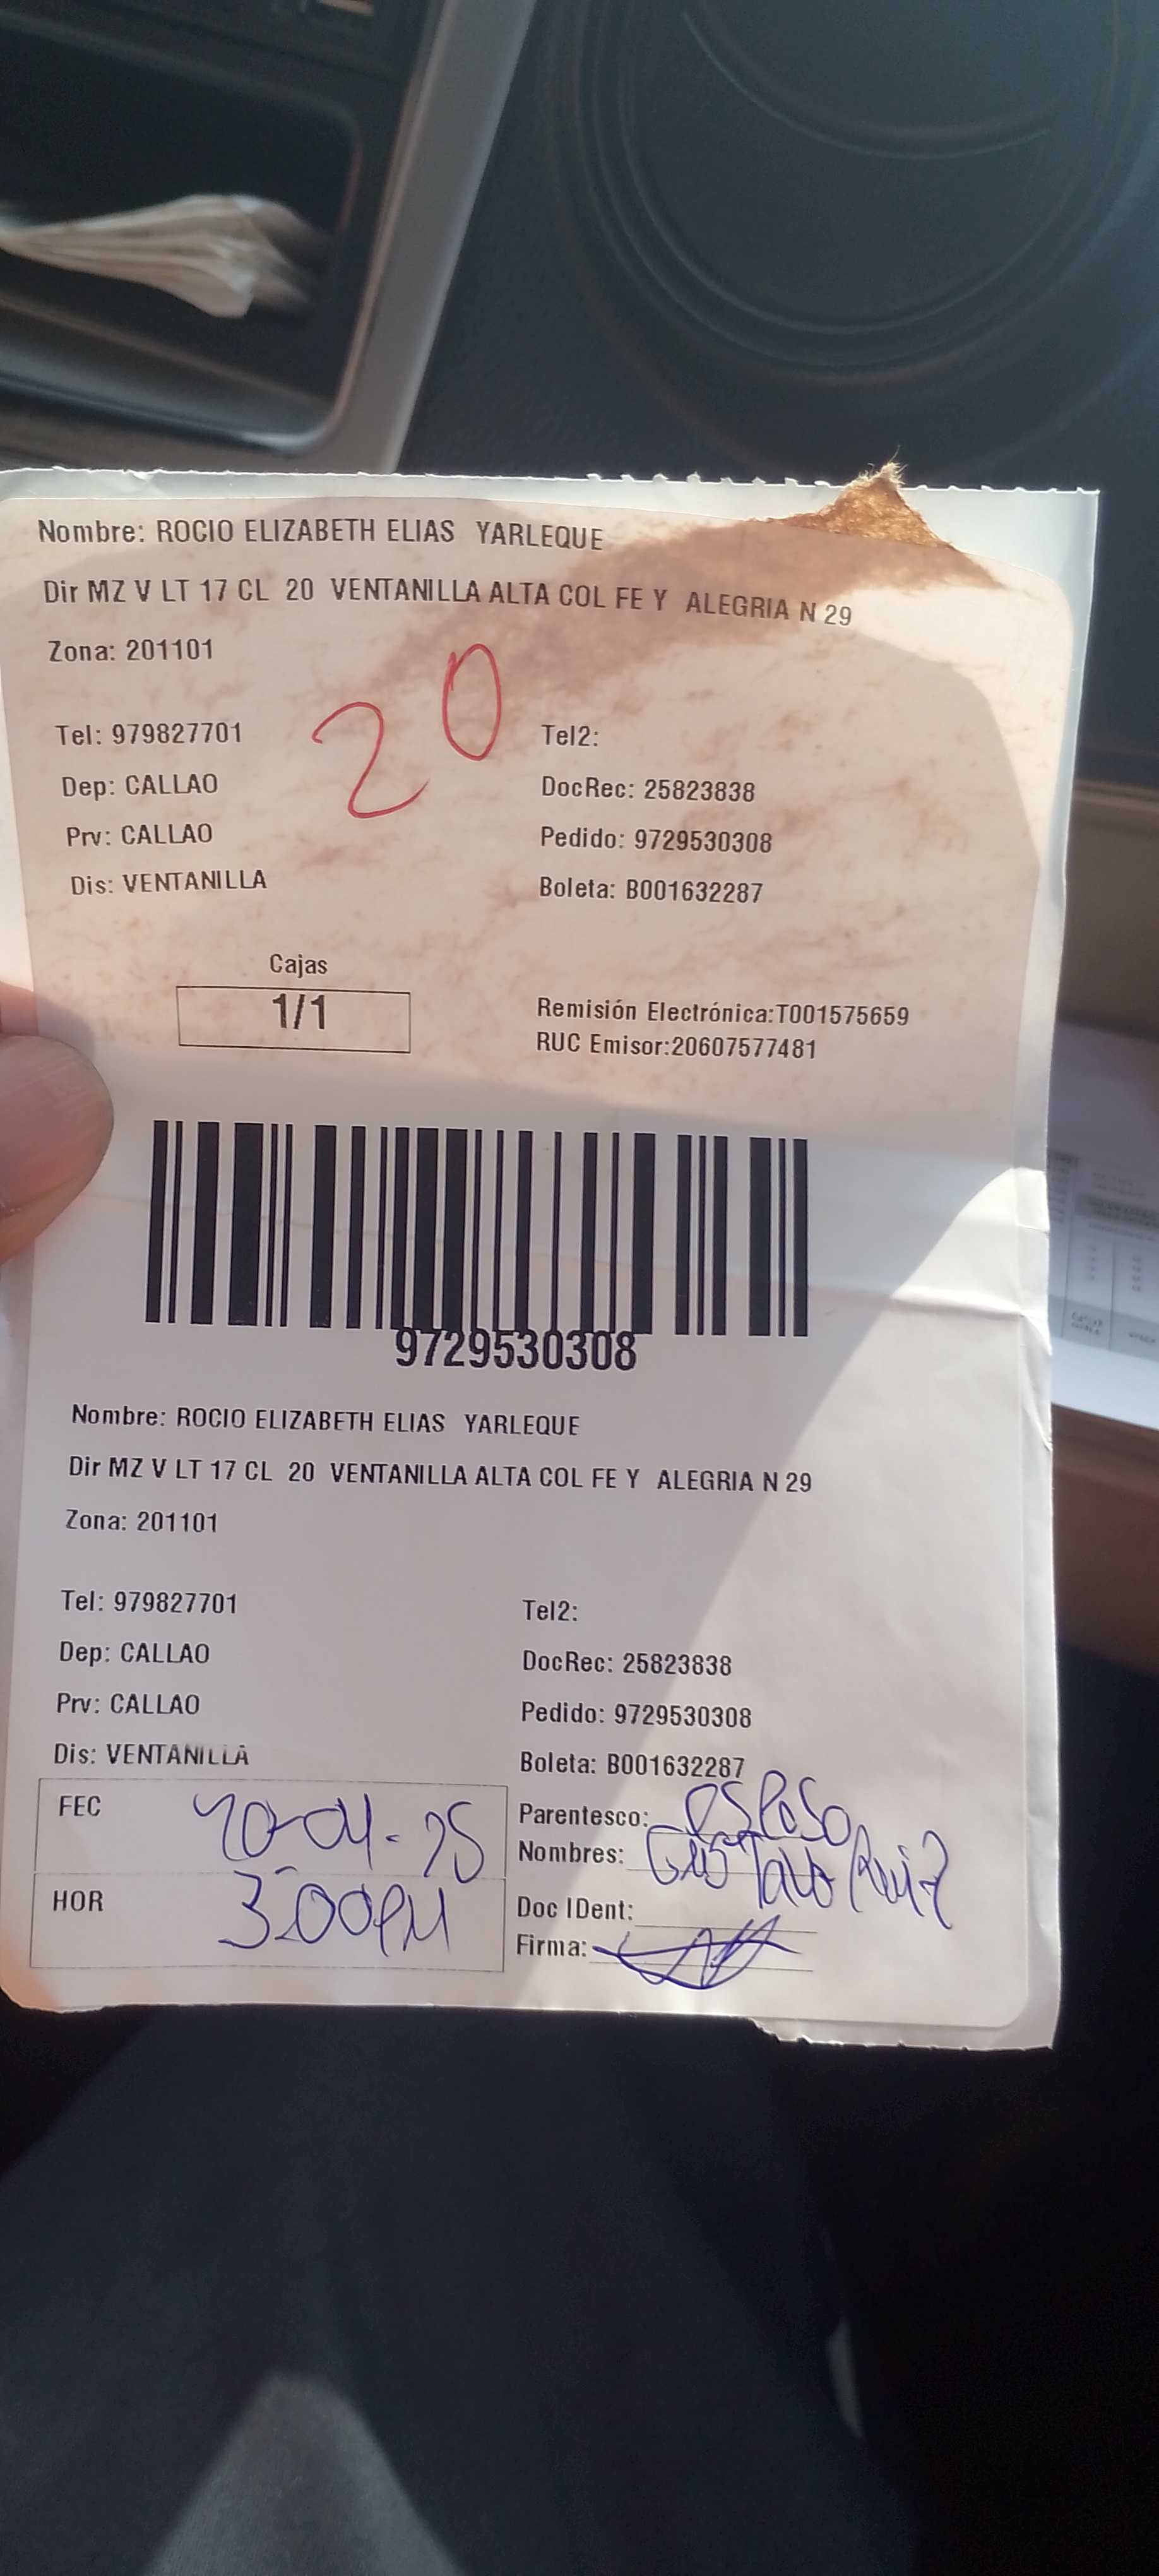 Nombre: ROCIO ELIZABETH ELIAS YARLEQUE
Dir MZ V LT 17 CL 20 VENTANILLA ALTA COL FE Y ALEGRIA N 29
Zona: 201101
20
Tel: 979827701 Tel2:
Dep: CALLAO DocRec: 25823838
Prv: CALLAO Pedido: 9729530308
Dis: VENTANILLA Boleta: B001632287
Cajas
1/1
Remisión Electrónica:T001575659
RUC Emisor:20607577481
9729530308
Nombre: ROCIO ELIZABETH ELIAS YARLEQUE
Dir MZ V LT 17 CL 20 VENTANILLA ALTA COL FE Y ALEGRIA N 29
Zona: 201101
Tel: 979827701 Tel2:
Dep: CALLAO DocRec: 25823838
Prv: CALLAO Pedido: 9729530308
Dis: VENTANILLA Boleta: B001632287
FEC
Parentesco: esposo
Nombres: Gustavo Ruiz
HOR 3:00PM
Doc IDent:
Firma: